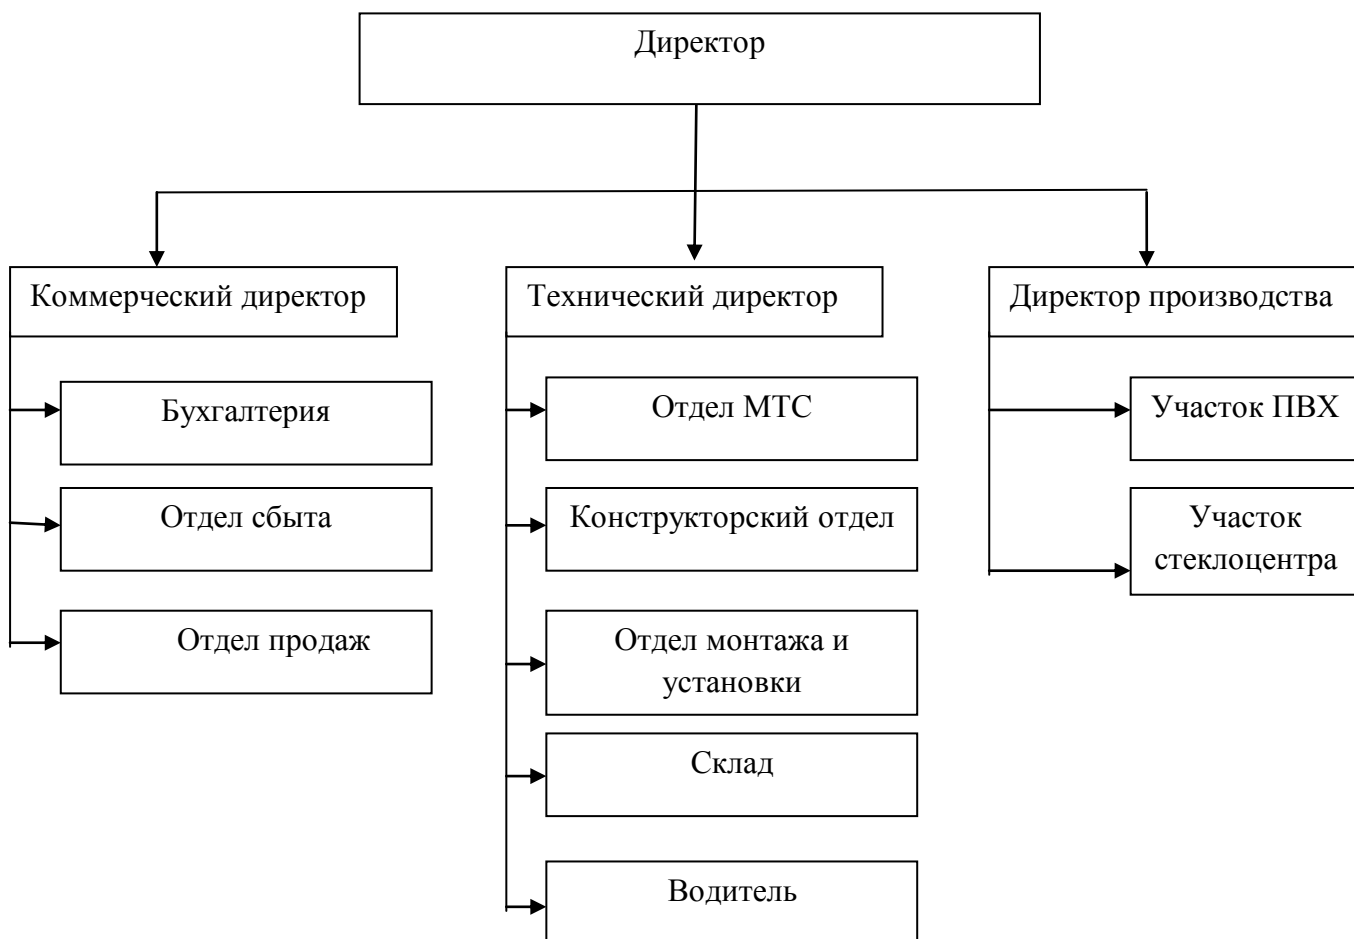 Директор
Коммерческий директор
Технический директор
Директор производства
Бухгалтерия
Отдел МТС
Участок ПВХ
Отдел сбыта
Конструкторский отдел
Участок
стеклоцентра
Отдел продаж
Отдел монтажа и
установки
Склад
Водитель